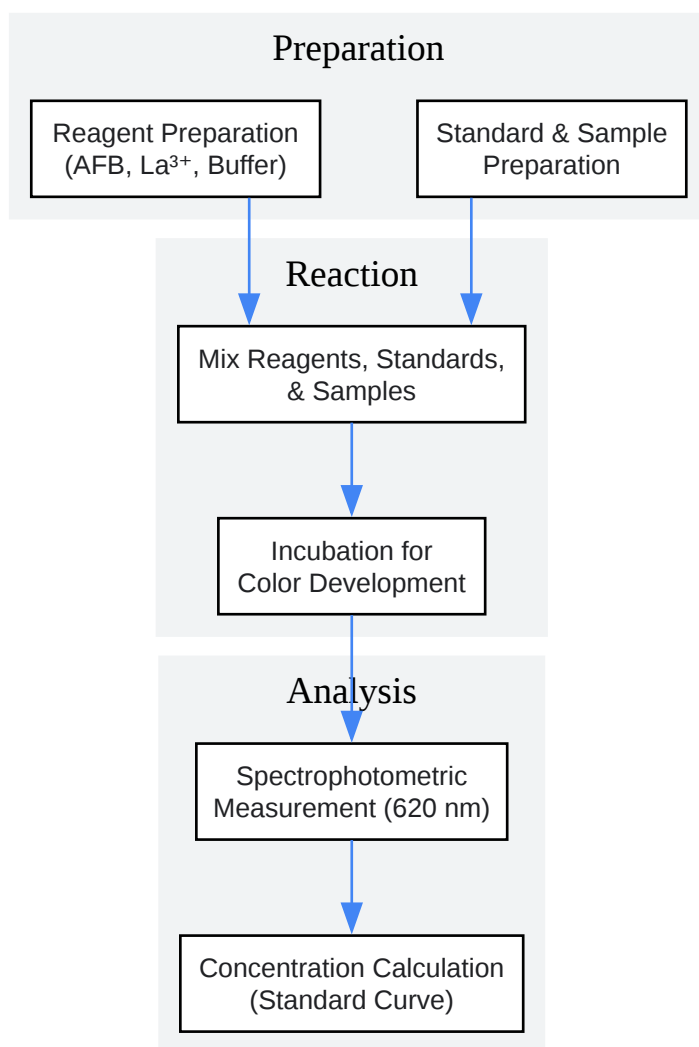 Preparation
Reagent Preparation
(AFB, La³⁺, Buffer)
Standard & Sample
Preparation
Reaction
Mix Reagents, Standards,
& Samples
Incubation for
Color Development
Analysis
Spectrophotometric
Measurement (620 nm)
Concentration Calculation
(Standard Curve)